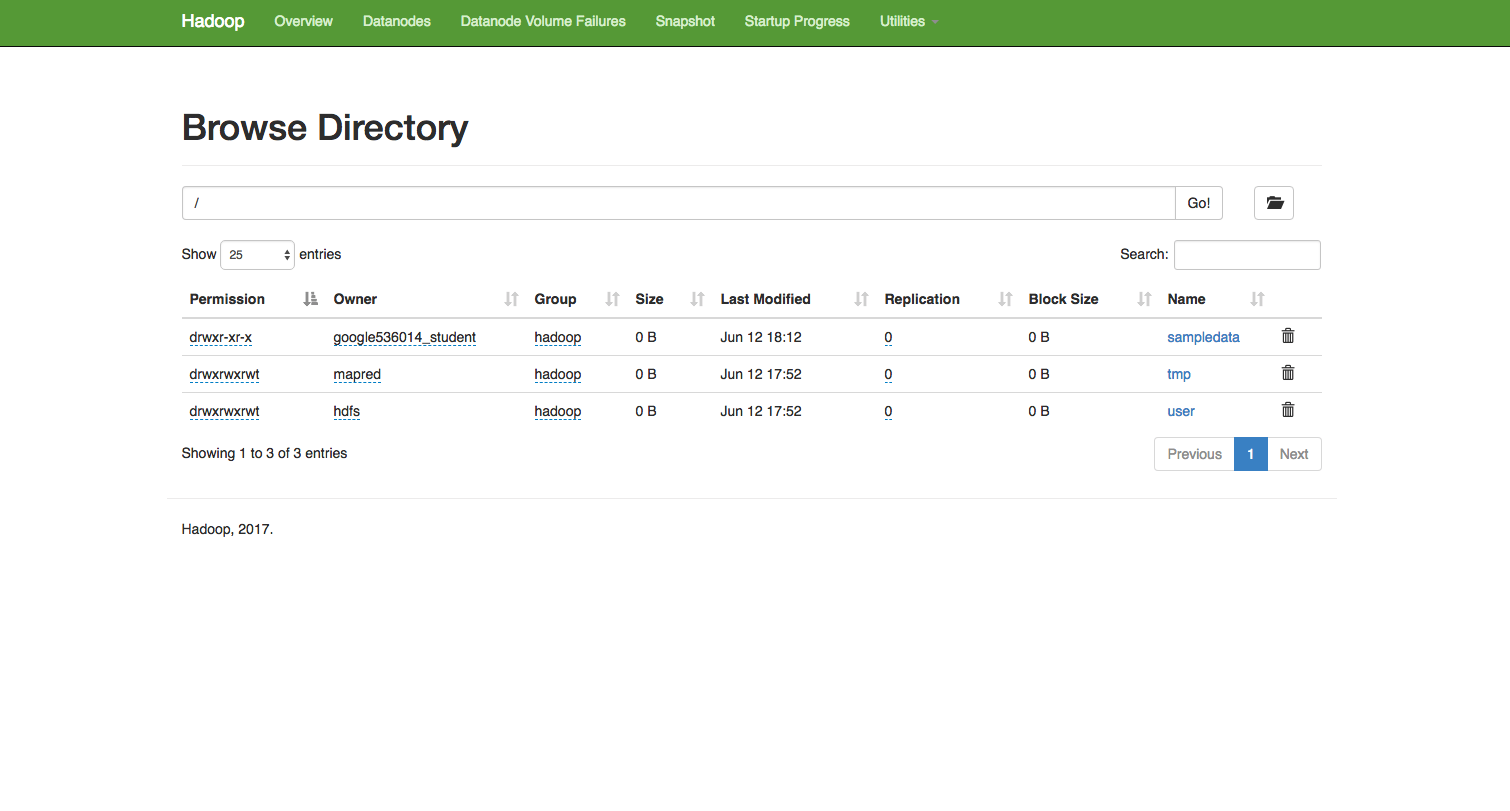 Hadoop Overview Datanodes Datanode Volume Failures Snapshot Startup Progress Utilities
Browse Directory
/ Go!
Show 25 entries Search:
Permission Owner Group Size Last Modified Replication Block Size Name
drwxr-xr-x google536014_student hadoop 0 B Jun 12 18:12 0 0 B sampledata
drwxrwxrwt mapred hadoop 0 B Jun 12 17:52 0 0 B tmp
drwxrwxrwt hdfs hadoop 0 B Jun 12 17:52 0 0 B user
Showing 1 to 3 of 3 entries Previous 1 Next
Hadoop, 2017.